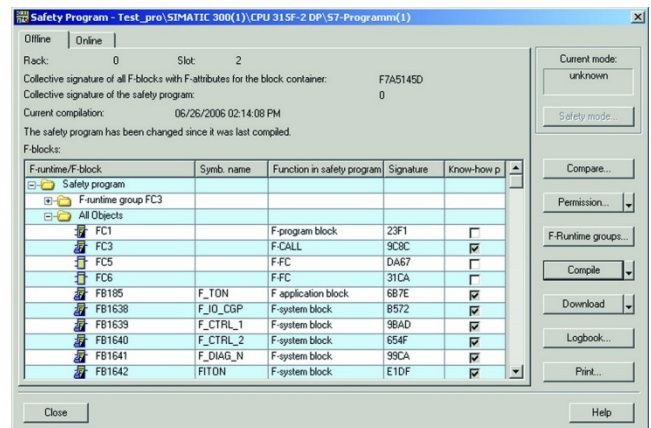 Safety Program - Test_pro\SIMATIC 300(1)\CPU 315F-2 DP\S7-Programm(1)
Offline Online
Rack: 0 Slot: 2
Collective signature of all F-blocks with F-attributes for the block container: F7A5145D
Collective signature of the safety program: 0
Current compilation: 06/26/2006 02:14:08 PM
The safety program has been changed since it was last compiled.
F-blocks:
F-runtime/F-block Symb. name Function in safety program Signature Know-how p
Safety program
F-runtime group FC3
All Objects
FC1 F-program block 23F1
FC3 F-CALL 9C8C
FC5 F-FC DA67
FC6 F-FC 31CA
FB185 F_TON F application block 6B7E
FB1638 F_IO_CGP F-system block B572
FB1639 F_CTRL_1 F-system block 9BAD
FB1640 F_CTRL_2 F-system block 654F
FB1641 F_DIAG_N F-system block 99CA
FB1642 FITON F-system block E1DF
Current mode:
unknown
Safety mode...
Compare...
Permission...
F-Runtime groups...
Compile
Download
Logbook...
Print...
Close
Help